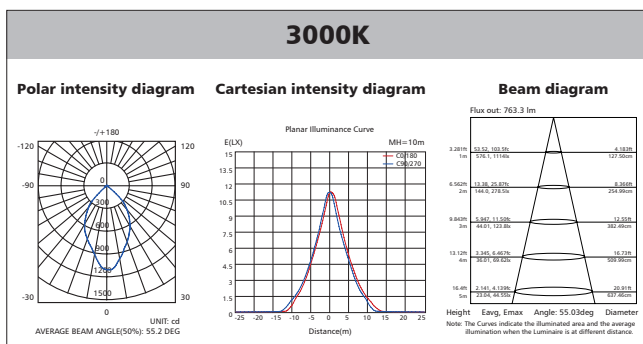 3000K
Polar intensity diagram
Cartesian intensity diagram
Beam diagram
-/+180
-120
120
-90
90
-30
30
0
0
300
600
900
1200
1500
UNIT: cd
AVERAGE BEAM ANGLE(50%): 55.2 DEG
Planar Illuminance Curve
E(LX)
MH=10m
C0/180
C90/270
15
13.5
12
10.5
9
7.5
6
4.5
3
1.5
0
-25 -20 -15 -10 -5 0 5 10 15 20 25
Distance(m)
Flux out: 763.3 lm
3.281ft 53.52, 103.5fc 4.183ft
1m 576.1, 1114lx 127.50cm
6.562ft 13.38, 25.87fc 8.366ft
2m 144.0, 278.5lx 254.99cm
9.843ft 5.947, 11.50fc 12.55ft
3m 44.01, 123.8lx 382.49cm
13.12ft 3.345, 6.467fc 16.73ft
4m 36.01, 69.62lx 509.99cm
16.4ft 2.141, 4.139fc 20.91ft
5m 23.04, 44.55lx 637.46cm
Height Eavg, Emax Angle: 55.03deg Diameter
Note: The Curves indicate the illuminated area and the average
illumination when the Luminaire is at different distance.